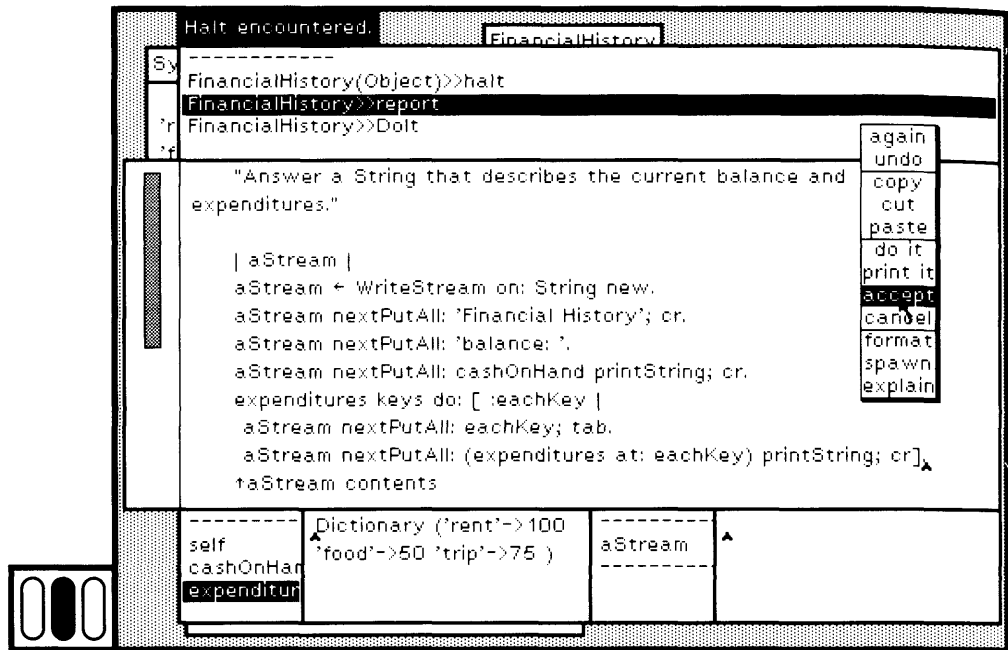 Halt encountered.
FinancialHistory
Sy
------------
FinancialHistory(Object)>>halt
FinancialHistory>>report
'r
FinancialHistory>>DoIt
'f
again
undo
copy
cut
paste
do it
print it
accept
cancel
format
spawn
explain
"Answer a String that describes the current balance and
expenditures."
| aStream |
aStream ← WriteStream on: String new.
aStream nextPutAll: 'Financial History'; cr.
aStream nextPutAll: 'balance: '.
aStream nextPutAll: cashOnHand printString; cr.
expenditures keys do: [ :eachKey |
aStream nextPutAll: eachKey; tab.
aStream nextPutAll: (expenditures at: eachKey) printString; cr].
↑aStream contents
-----------
self
cashOnHan
expenditur
Dictionary ('rent'->100
'food'->50 'trip'->75 )
-----------
aStream
-----------